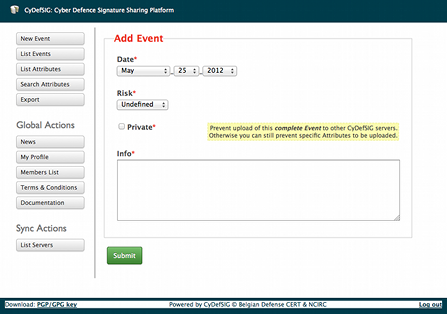 CyDefSIG: Cyber Defence Signature Sharing Platform
New Event
List Events
List Attributes
Search Attributes
Export
Global Actions
News
My Profile
Members List
Terms & Conditions
Documentation
Sync Actions
List Servers
Add Event
Date*
May 25 2012
Risk*
Undefined
Private*
Prevent upload of this complete Event to other CyDefSIG servers.
Otherwise you can still prevent specific Attributes to be uploaded.
Info*
Submit
Download: PGP/GPG key Powered by CyDefSIG © Belgian Defense CERT & NCIRC Log out